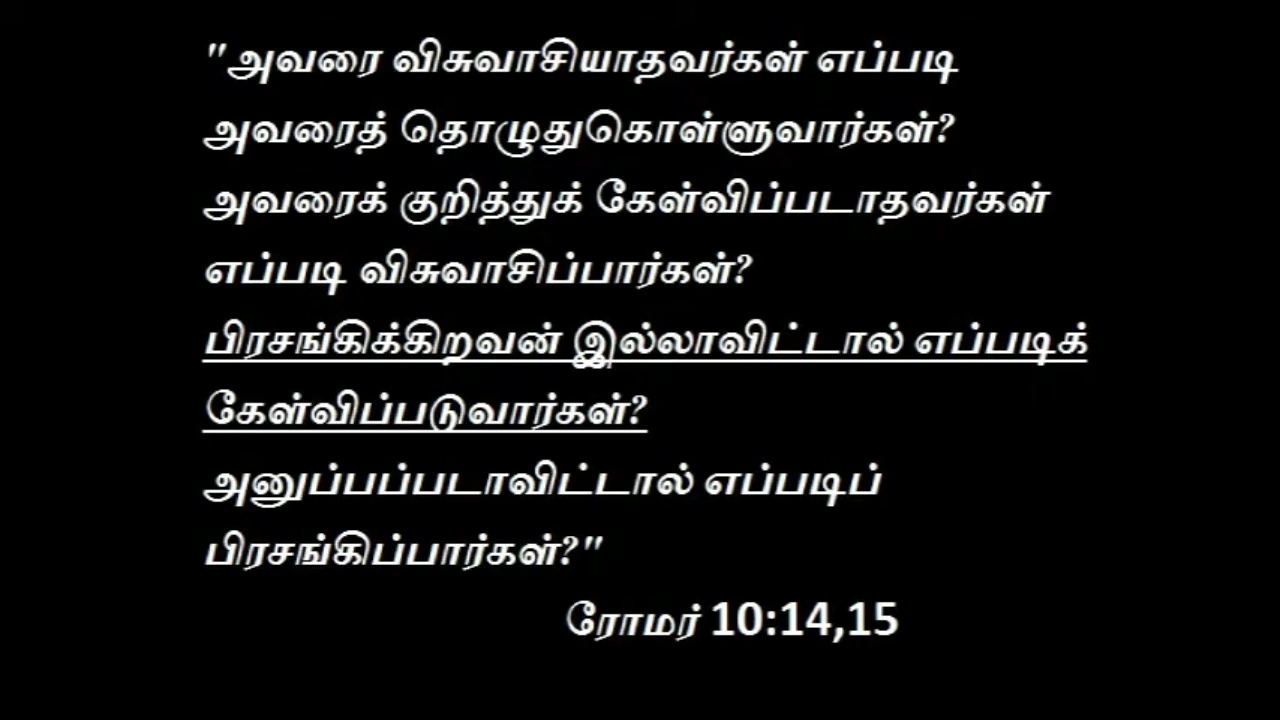 "அவரை விசுவாசியாதவர்கள் எப்படி
அவரைத் தொழுதுகொள்ளுவார்கள்?
அவரைக் குறித்துக் கேள்விப்படாதவர்கள்
எப்படி விசுவாசிப்பார்கள்?
பிரசங்கிக்கிறவன் இல்லாவிட்டால் எப்படிக்
கேள்விப்படுவார்கள்?
அனுப்பப்படாவிட்டால் எப்படிப்
பிரசங்கிப்பார்கள்?"
ரோமர் 10:14,15